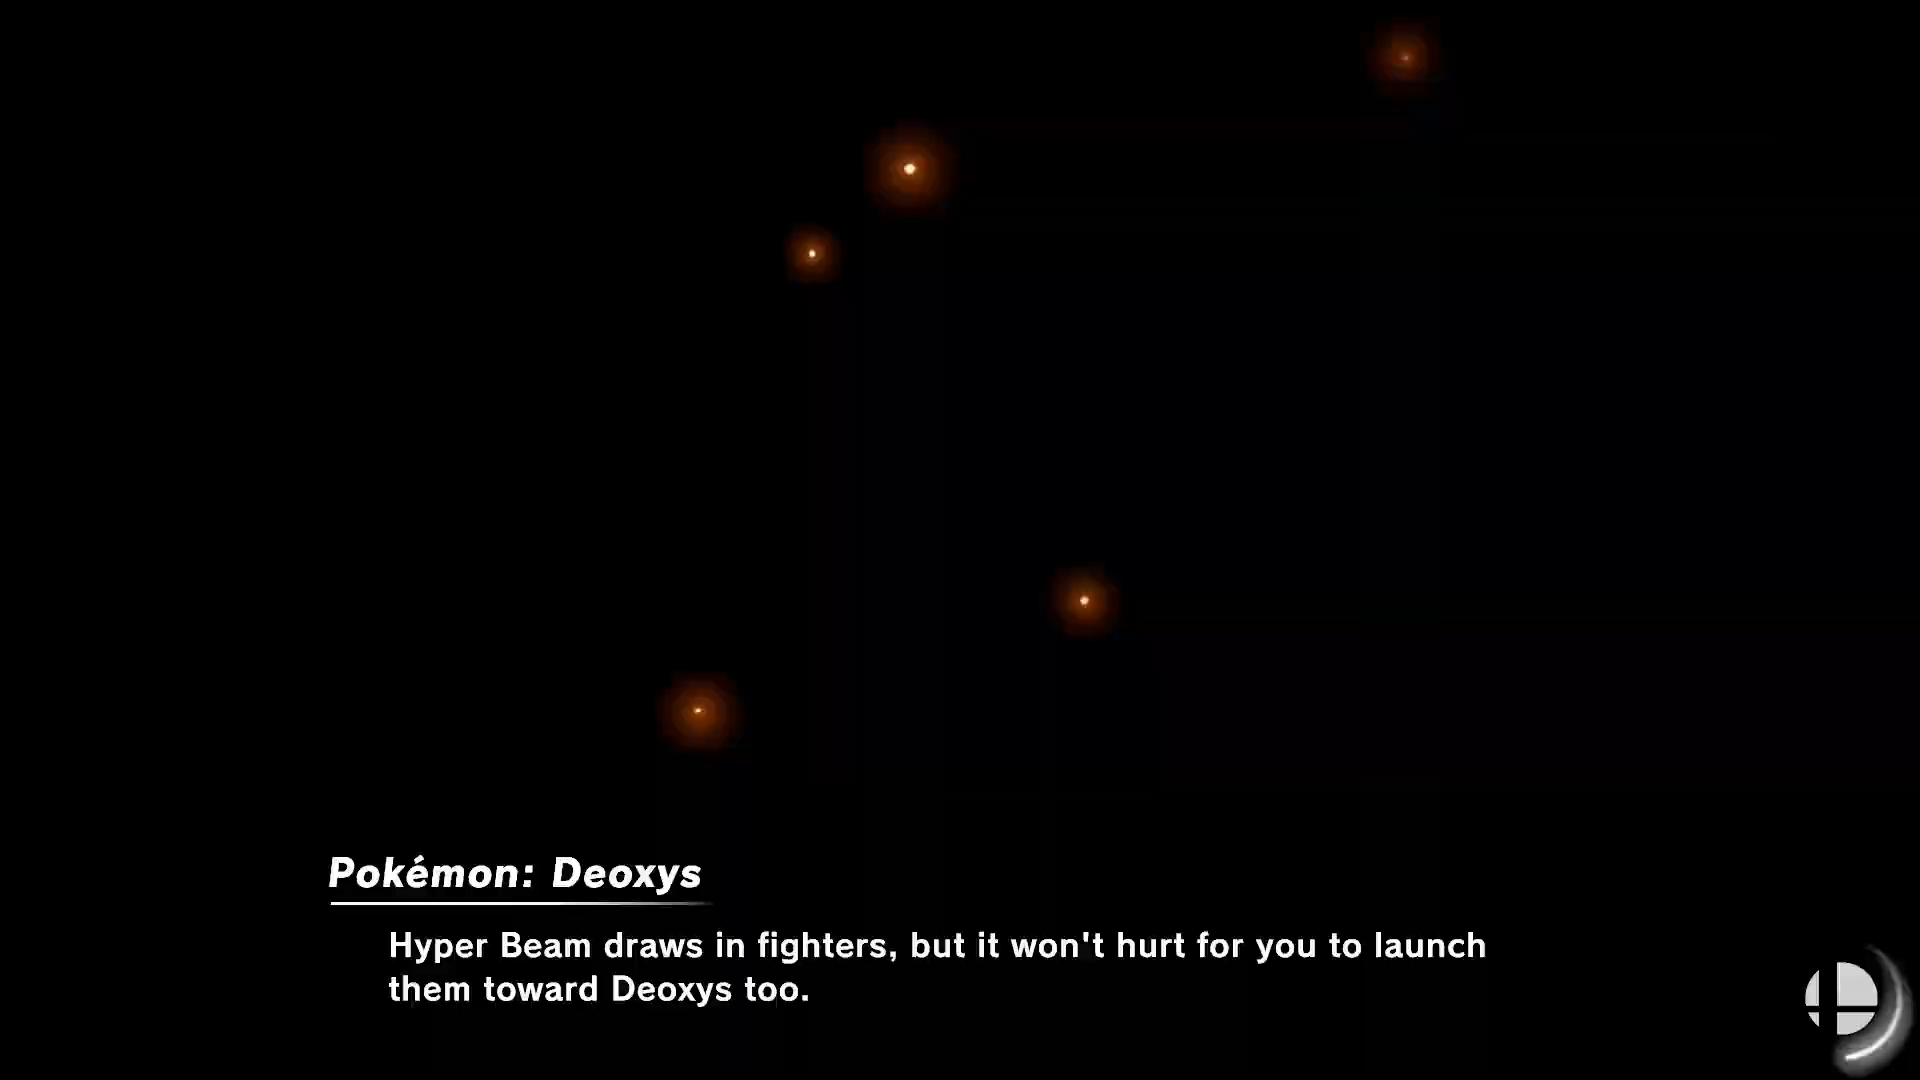 Pokémon: Deoxys
Hyper Beam draws in fighters, but it won't hurt for you to launch
them toward Deoxys too.